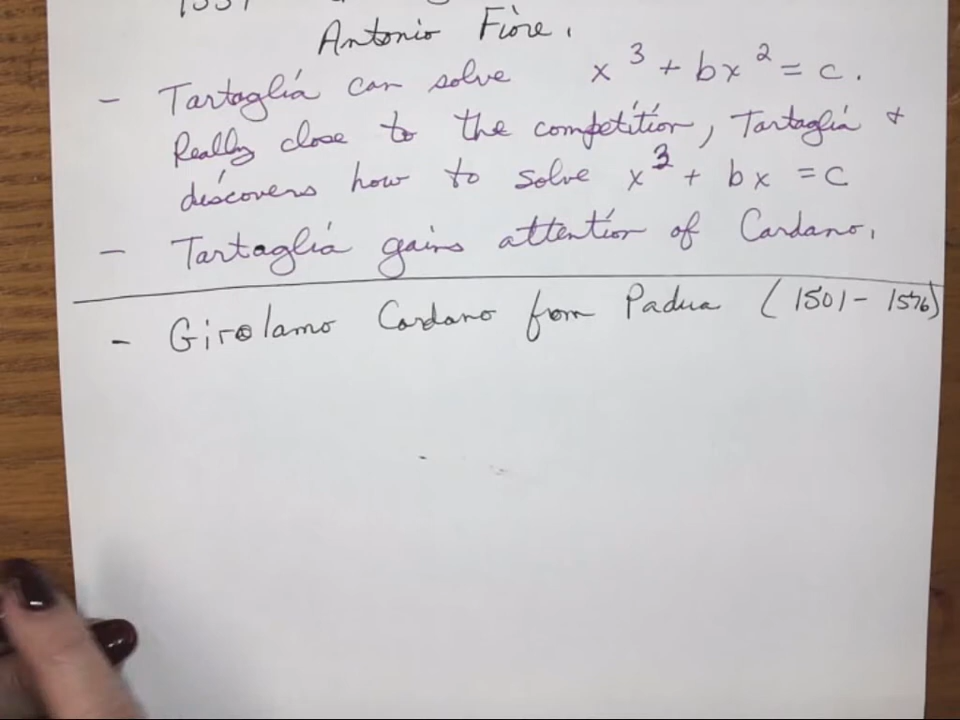 Antonio Fiore.
- Tartaglia can solve x³ + bx² = c.
Really close to the competition, Tartaglia +
discovers how to solve x³ + bx = c
- Tartaglia gains attention of Cardano.
- Girolamo Cardano from Padua (1501 - 1576)